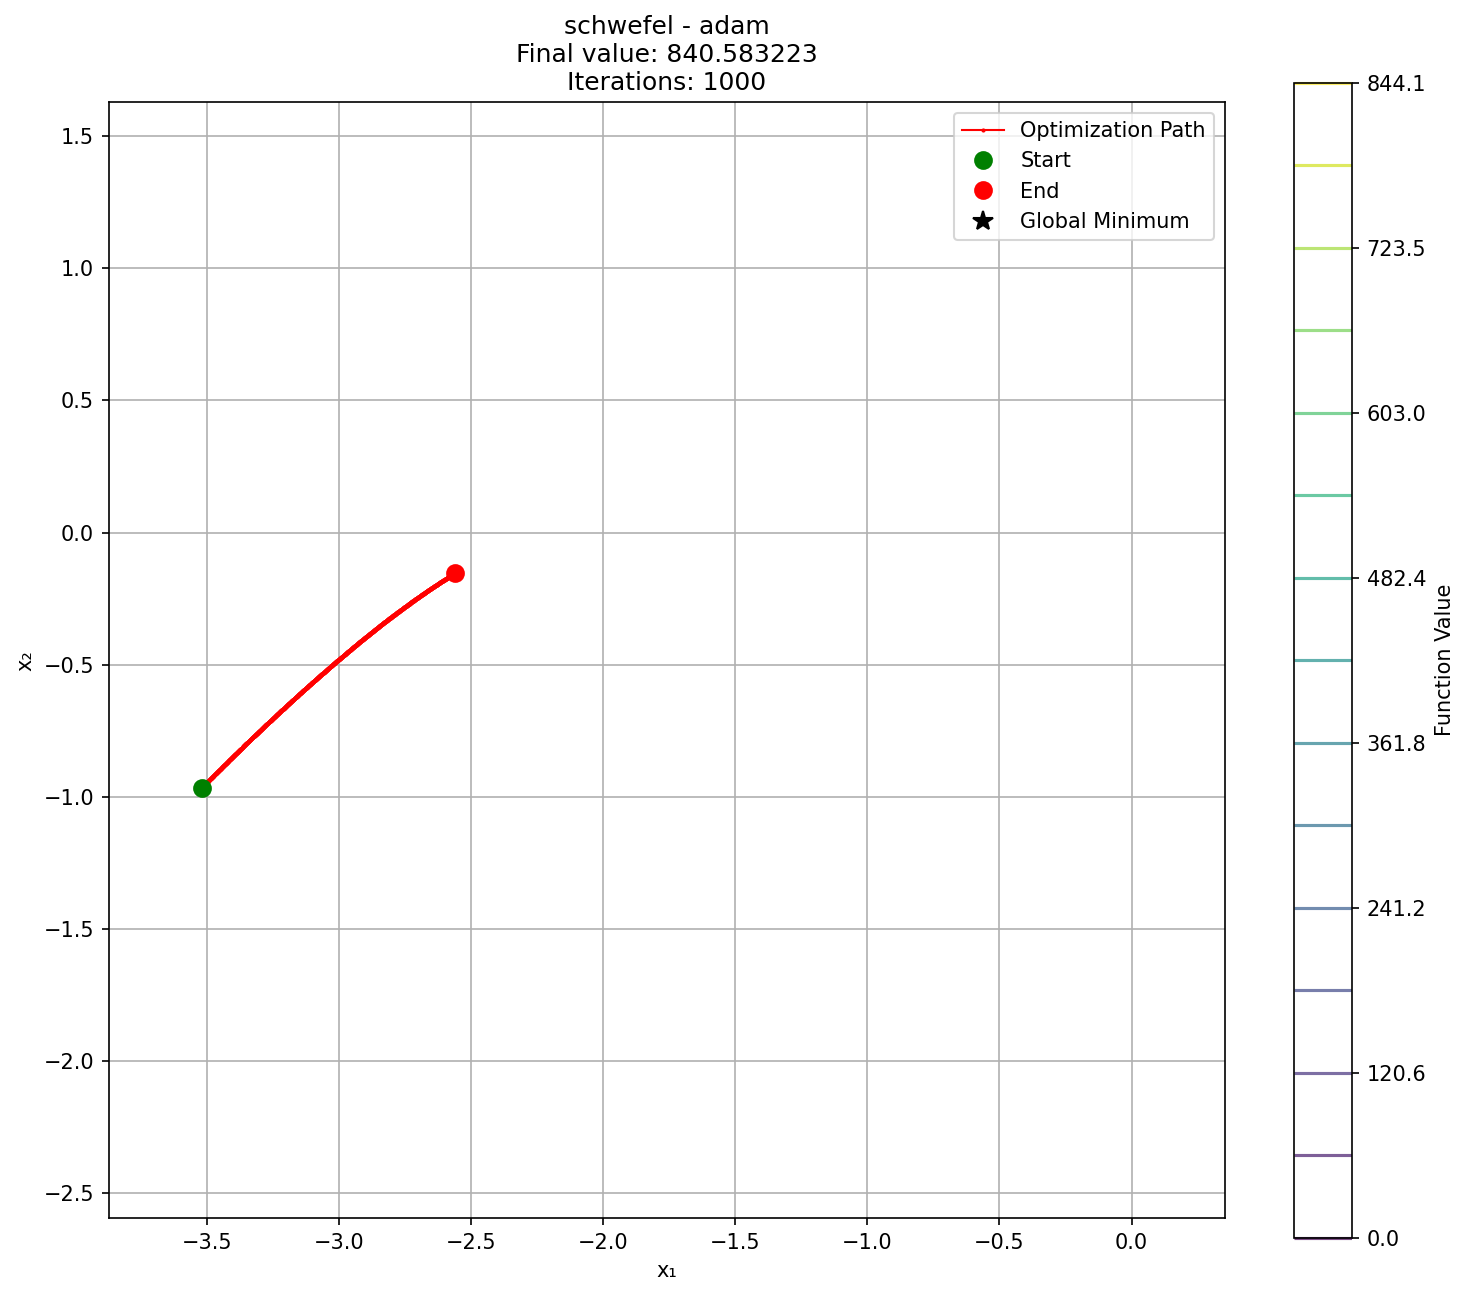 schwefel - adam
Final value: 840.583223
Iterations: 1000
Optimization Path
Start
End
Global Minimum
1.5
1.0
0.5
0.0
−0.5
−1.0
−1.5
−2.0
−2.5
x₂
−3.5
−3.0
−2.5
−2.0
−1.5
−1.0
−0.5
0.0
x₁
844.1
723.5
603.0
482.4
361.8
241.2
120.6
0.0
Function Value